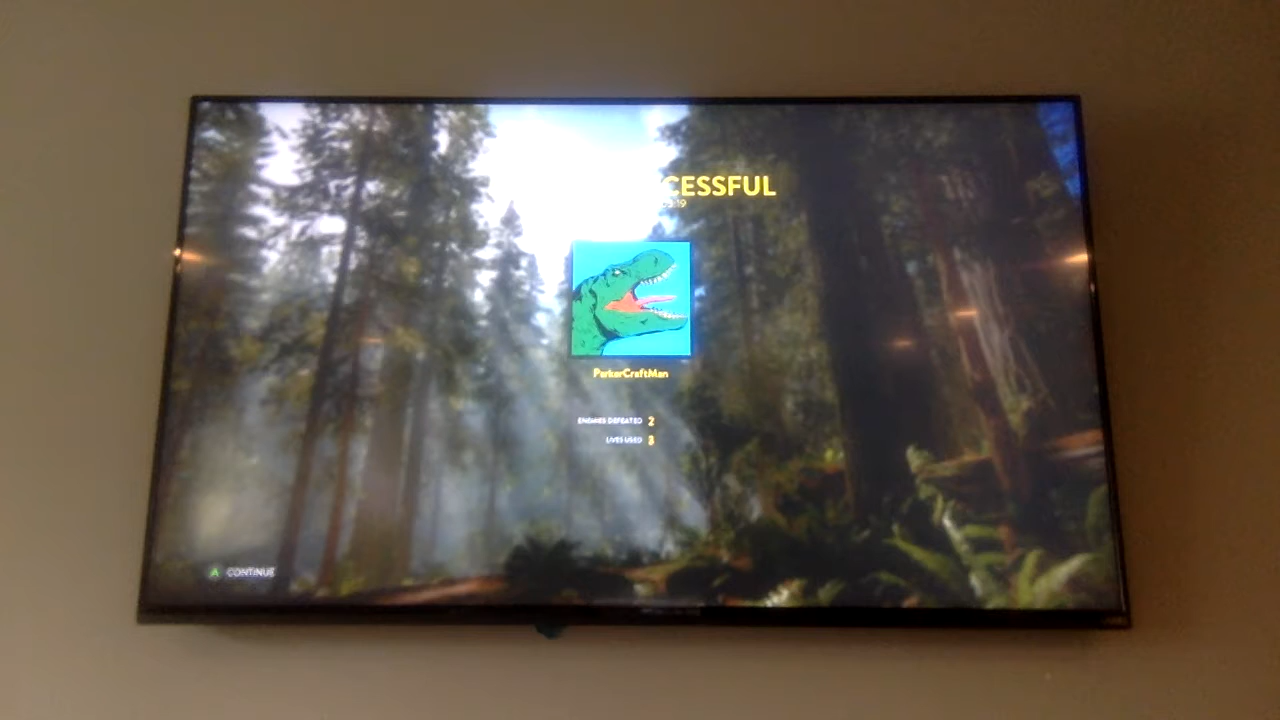 CESSFUL
ParkerCraftMan
ENEMIES DEFEATED 2
LIVES USED 3
A CONTINUE